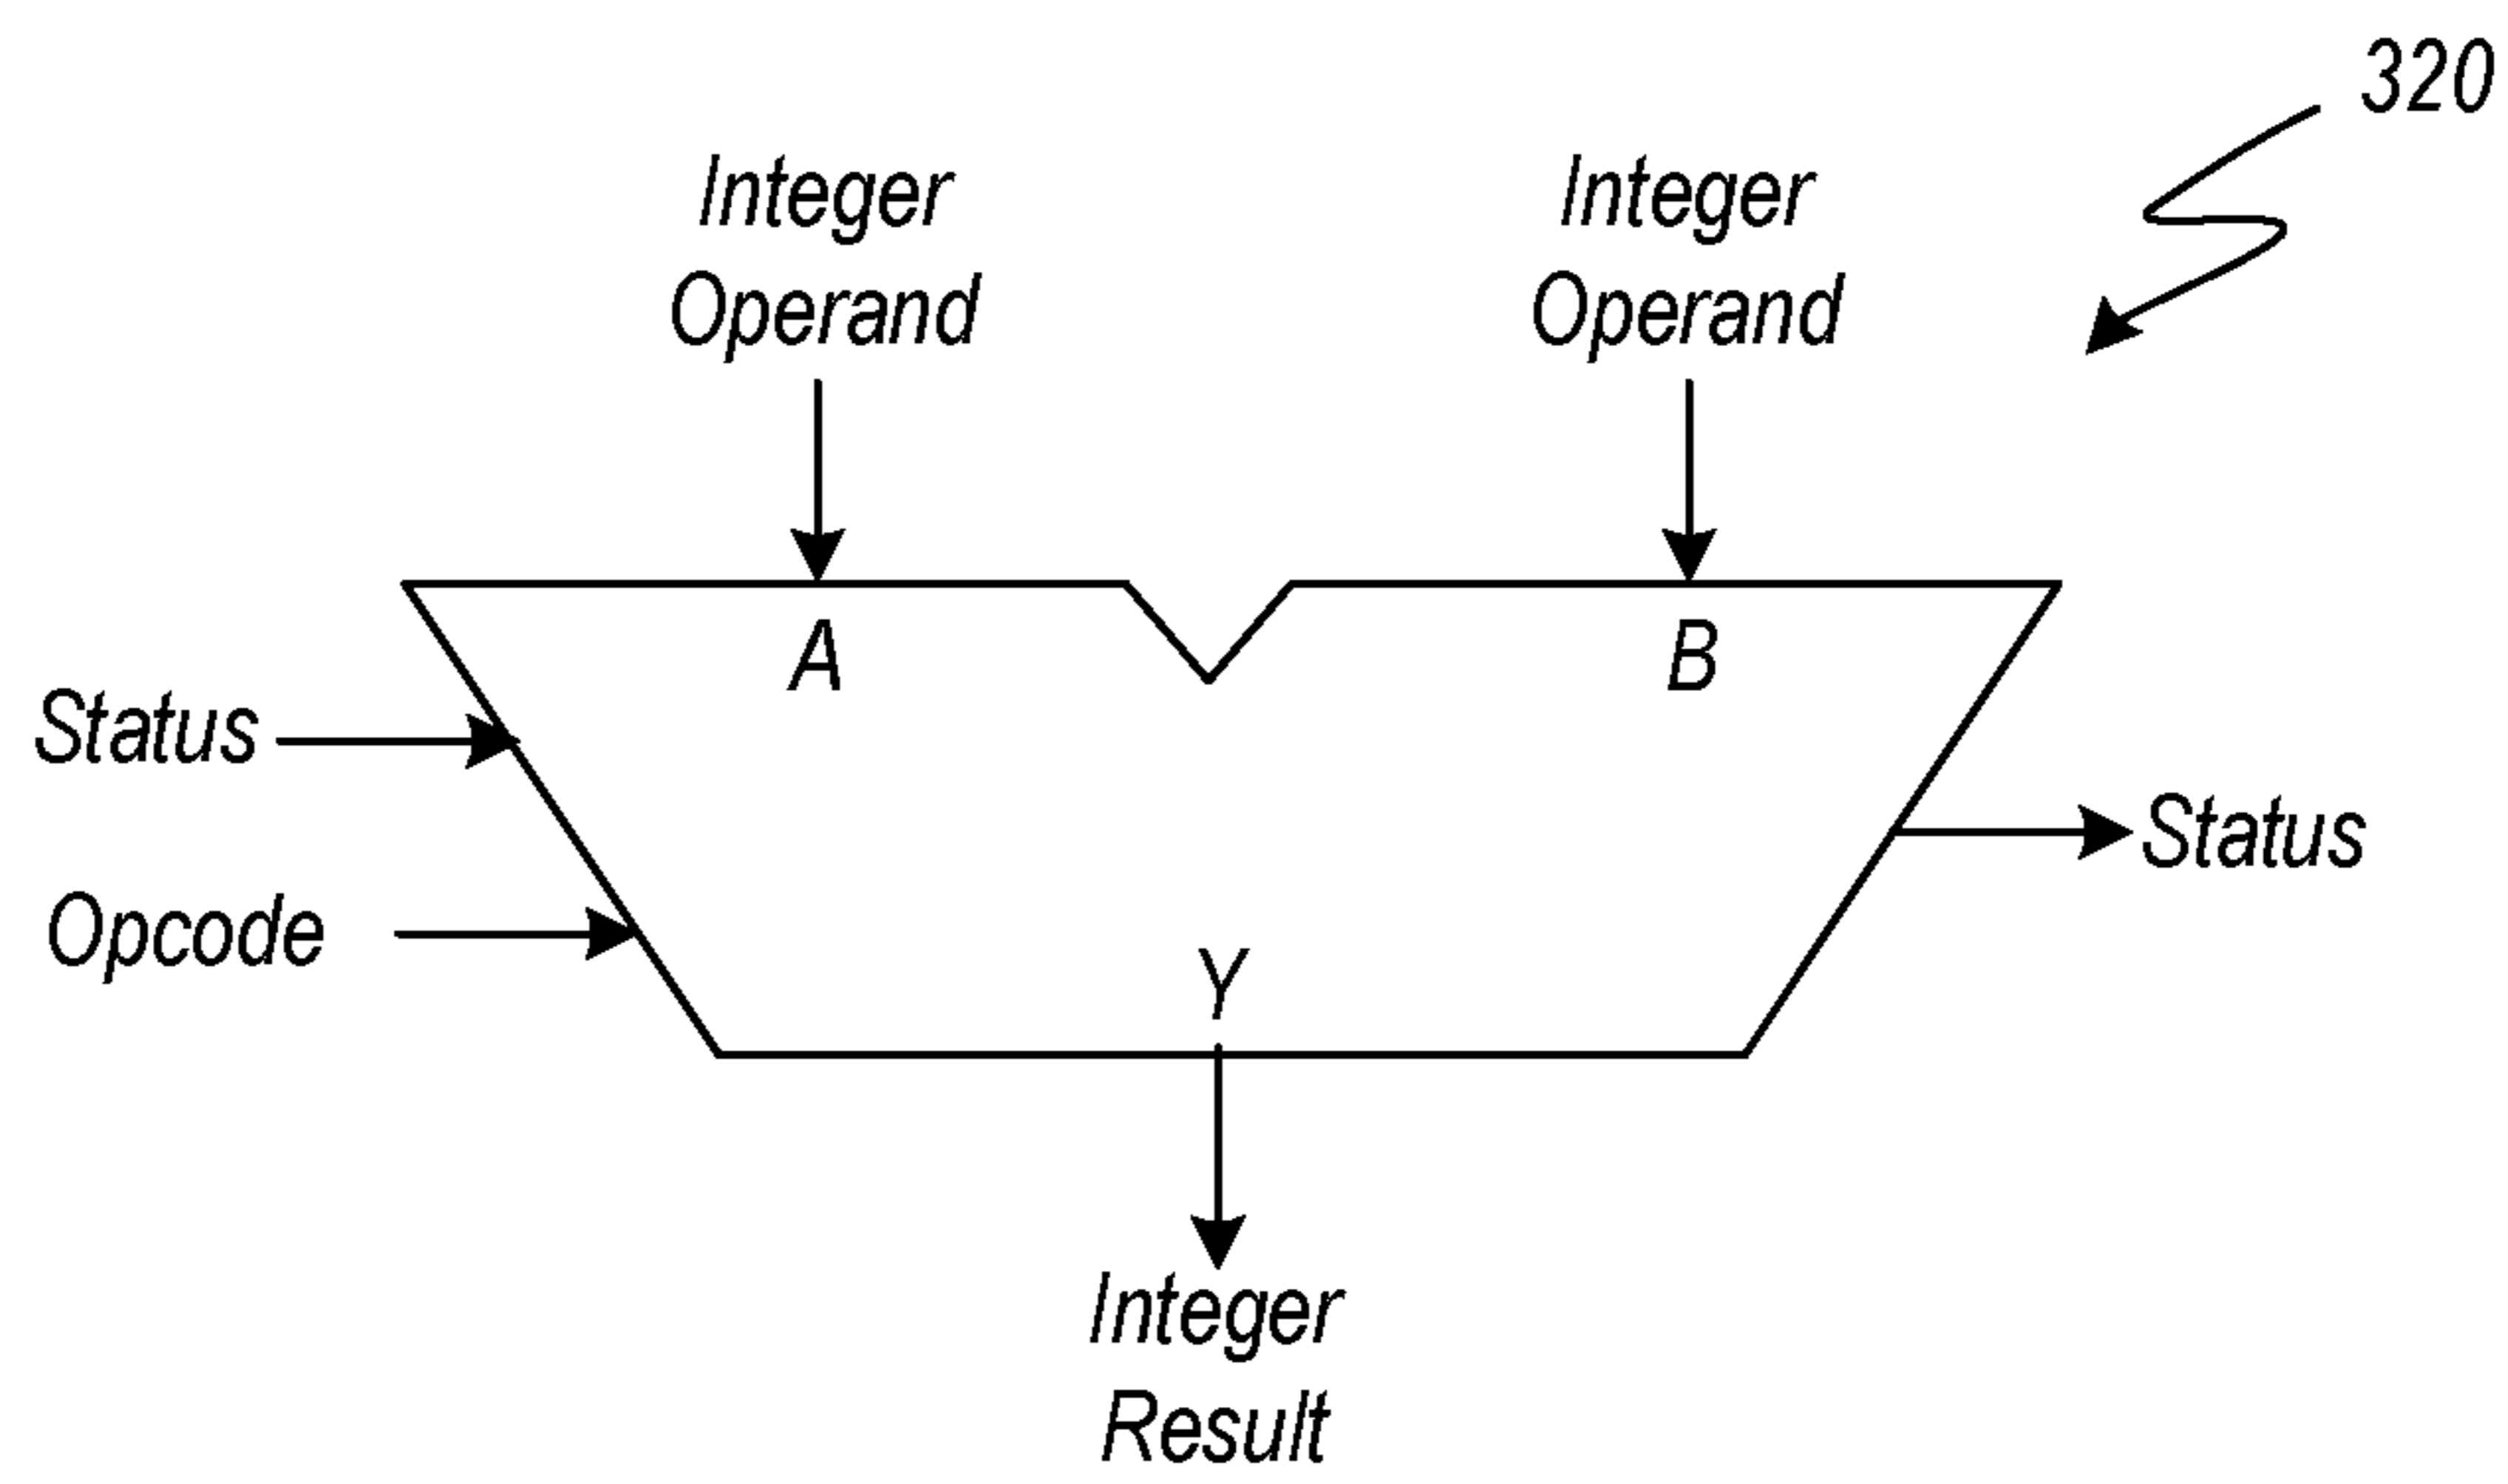 320
Integer
Operand
Integer
Operand
A
B
Status
Status
Opcode
Y
Integer
Result